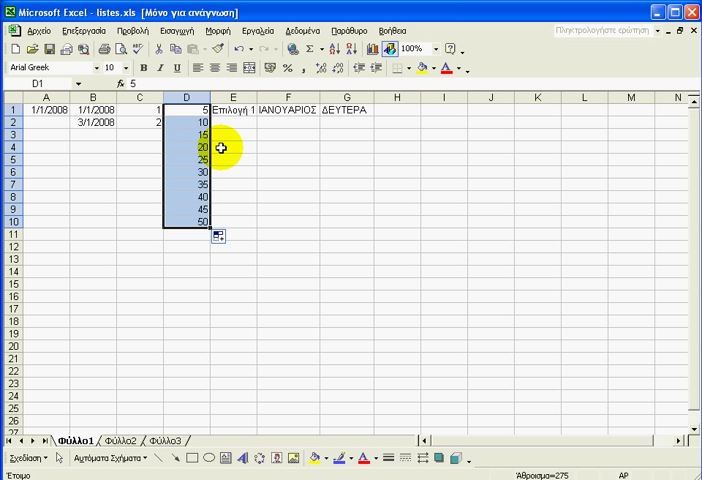 Microsoft Excel - listes.xls [Μόνο για ανάγνωση]
Αρχείο Επεξεργασία Προβολή Εισαγωγή Μορφή Εργαλεία Δεδομένα Παράθυρο Βοήθεια Πληκτρολογήστε ερώτηση
100%
Arial Greek 10 B I U
D1 fx 5
A B C D E F G H I J K L M N
1 1/1/2008 1/1/2008 1 5 Επιλογή 1 ΙΑΝΟΥΑΡΙΟΣ ΔΕΥΤΕΡΑ
2 3/1/2008 2 10
3 15
4 20
5 25
6 30
7 35
8 40
9 45
10 50
11
12
13
14
15
16
17
18
19
20
21
22
23
24
25
26
27
Φύλλο1 Φύλλο2 Φύλλο3
Σχεδίαση Αυτόματα Σχήματα
Έτοιμο Άθροισμα=275 AP